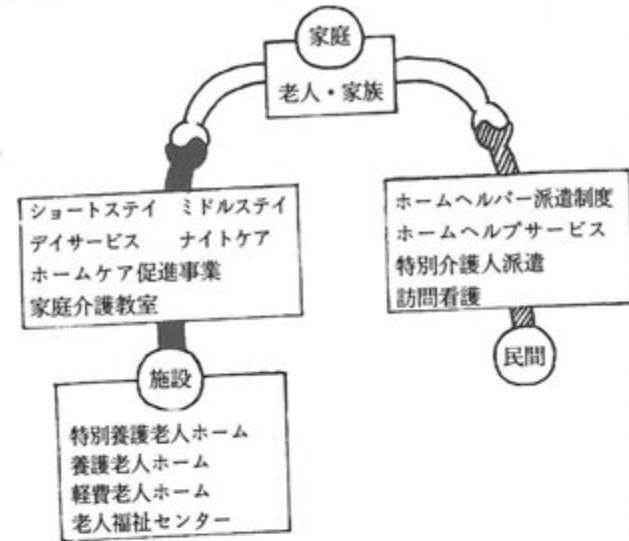 家庭
老人・家族
ショートステイ ミドルステイ
デイサービス ナイトケア
ホームケア促進事業
家庭介護教室
ホームヘルパー派遣制度
ホームヘルプサービス
特別介護人派遣
訪問看護
施設
特別養護老人ホーム
養護老人ホーム
軽費老人ホーム
老人福祉センター
民間